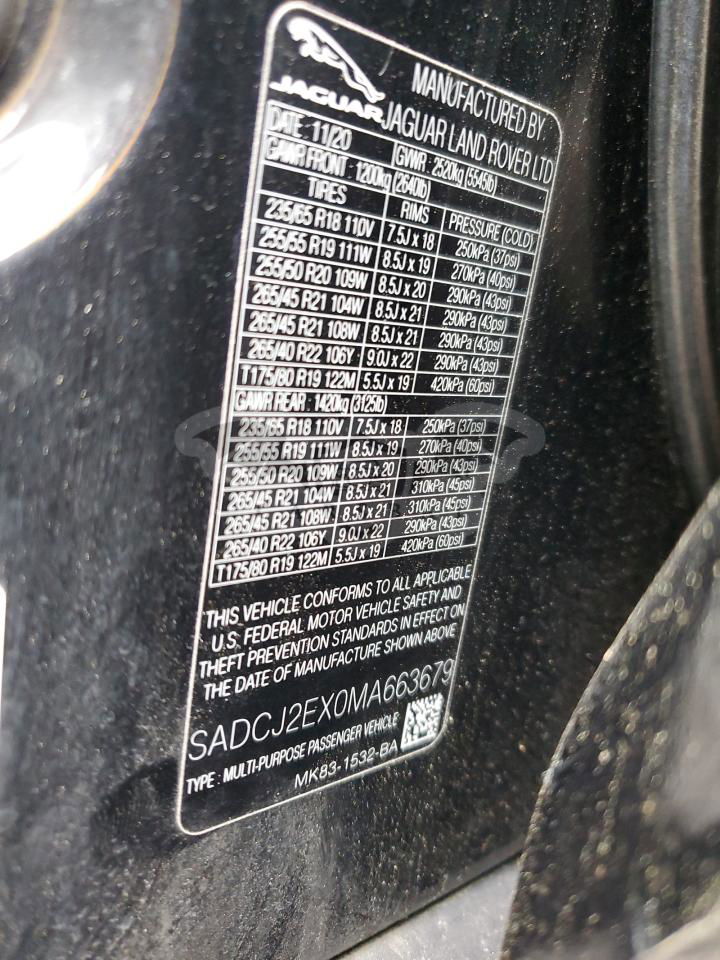 JAGUAR
MANUFACTURED BY
JAGUAR LAND ROVER LTD
DATE: 11/20 GVWR : 2520kg (5545lb)
GAWR FRONT : 1200kg (2640lb)
TIRES RIMS PRESSURE (COLD)
235/65 R18 110V 7.5J x 18 250kPa (37psi)
255/55 R19 111W 8.5J x 19 270kPa (40psi)
255/50 R20 109W 8.5J x 20 290kPa (43psi)
265/45 R21 104W 8.5J x 21 290kPa (43psi)
265/45 R21 108W 8.5J x 21 290kPa (43psi)
265/40 R22 106Y 9.0J x 22 290kPa (43psi)
T175/80 R19 122M 5.5J x 19 420kPa (60psi)
GAWR REAR : 1420kg (3125lb)
235/65 R18 110V 7.5J x 18 250kPa (37psi)
255/55 R19 111W 8.5J x 19 270kPa (40psi)
255/50 R20 109W 8.5J x 20 290kPa (43psi)
265/45 R21 104W 8.5J x 21 310kPa (45psi)
265/45 R21 108W 8.5J x 21 310kPa (45psi)
265/40 R22 106Y 9.0J x 22 290kPa (43psi)
T175/80 R19 122M 5.5J x 19 420kPa (60psi)
THIS VEHICLE CONFORMS TO ALL APPLICABLE
U.S. FEDERAL MOTOR VEHICLE SAFETY AND
THEFT PREVENTION STANDARDS IN EFFECT ON
THE DATE OF MANUFACTURE SHOWN ABOVE
SADCJ2EX0MA663679
TYPE : MULTI-PURPOSE PASSENGER VEHICLE
MK83-1532-BA